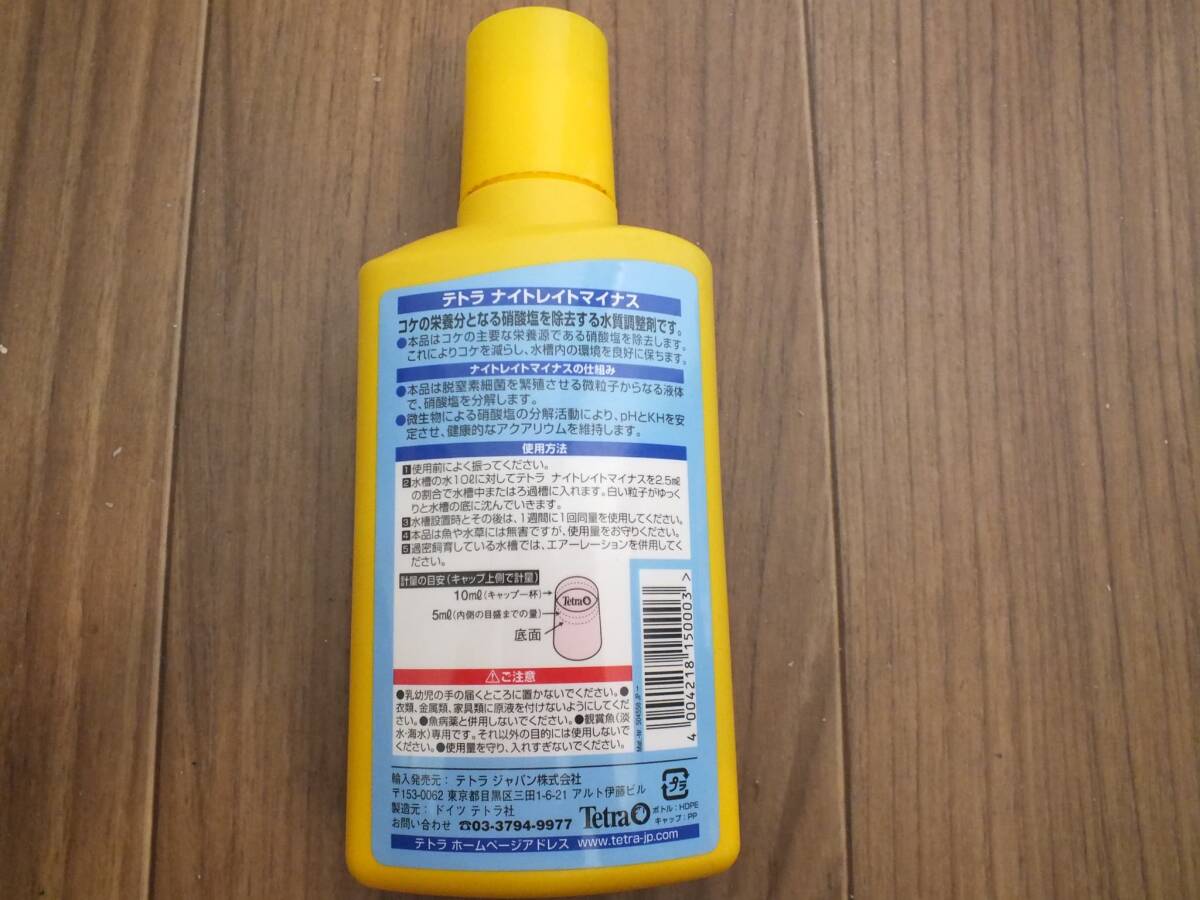 テトラ ナイトレイトマイナス
コケの栄養分となる硝酸塩を除去する水質調整剤です。
●本品はコケの主要な栄養源である硝酸塩を除去します。
これによりコケを減らし、水槽内の環境を良好に保ちます。
ナイトレイトマイナスの仕組み
●本品は脱窒素細菌を繁殖させる微粒子からなる液体
で、硝酸塩を分解します。
●微生物による硝酸塩の分解活動により、pHとKHを安
定させ、健康的なアクアリウムを維持します。
使用方法
1 使用前によく振ってください。
2 水槽の水10ℓに対してテトラ ナイトレイトマイナスを2.5mℓ
の割合で水槽中またはろ過槽に入れます。白い粒子がゆっく
りと水槽の底に沈んでいきます。
3 水槽設置時とその後は、1週間に1回同量を使用してください。
4 本品は魚や水草には無害ですが、使用量をお守りください。
5 過密飼育している水槽では、エアーレーションを併用してく
ださい。
計量の目安(キャップ上側で計量)
10mℓ(キャップ一杯)
Tetra
5mℓ(内側の目盛までの量)
底面
⚠ご注意
●乳幼児の手の届くところに置かないでください。●
衣類、金属類、家具類に原液を付けないようにしてくだ
さい。●魚病薬と併用しないでください。●観賞魚(淡
水・海水)専用です。それ以外の目的には使用しないで
ください。●使用量を守り、入れすぎないでください。
4 004218 150003 >
輸入発売元: テトラ ジャパン株式会社
〒153-0062 東京都目黒区三田1-6-21 アルト伊藤ビル
製造元: ドイツ テトラ社
お問い合わせ ☎03-3794-9977
Tetra
プラ
ボトル:HDPE
キャップ:PP
テトラ ホームページアドレス www.tetra-jp.com